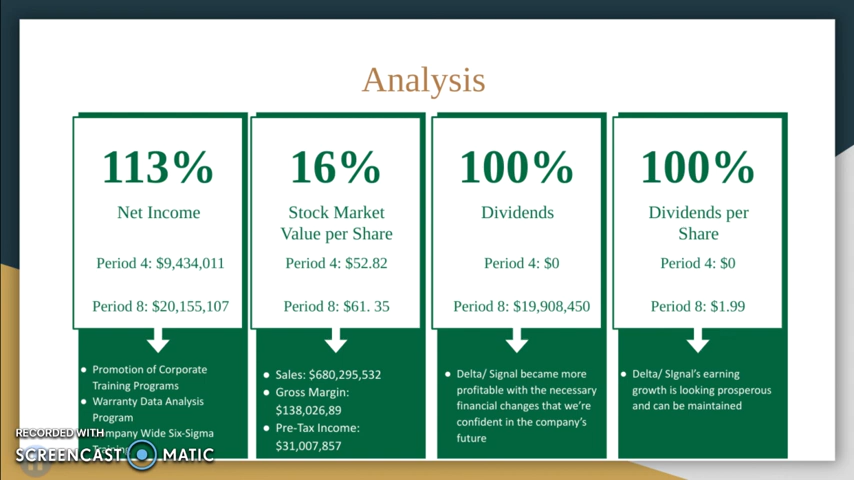 Analysis
113%
Net Income
Period 4: $9,434,011
Period 8: $20,155,107
● Promotion of Corporate
Training Programs
● Warranty Data Analysis
Program
Company Wide Six-Sigma
16%
Stock Market
Value per Share
Period 4: $52.82
Period 8: $61. 35
● Sales: $680,295,532
● Gross Margin:
$138,026,89
● Pre-Tax Income:
$31,007,857
100%
Dividends
Period 4: $0
Period 8: $19,908,450
● Delta/ Signal became more
profitable with the necessary
financial changes that we're
confident in the company's
future
100%
Dividends per
Share
Period 4: $0
Period 8: $1.99
● Delta/ SIgnal's earning
growth is looking prosperous
and can be maintained
RECORDED WITH
SCREENCAST MATIC